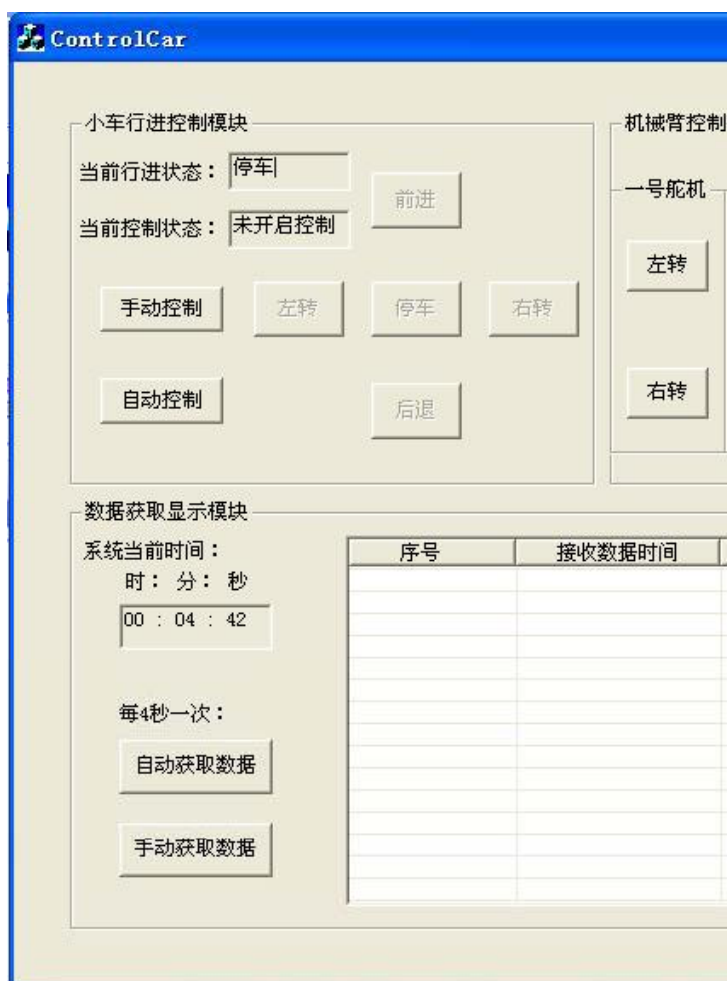 ControlCar
小车行进控制模块
当前行进状态： 停车
当前控制状态： 未开启控制
前进
手动控制 左转 停车 右转
自动控制 后退
机械臂控制
一号舵机
左转
右转
数据获取显示模块
系统当前时间：
时： 分： 秒
00 : 04 : 42
每4秒一次：
自动获取数据
手动获取数据
序号 接收数据时间